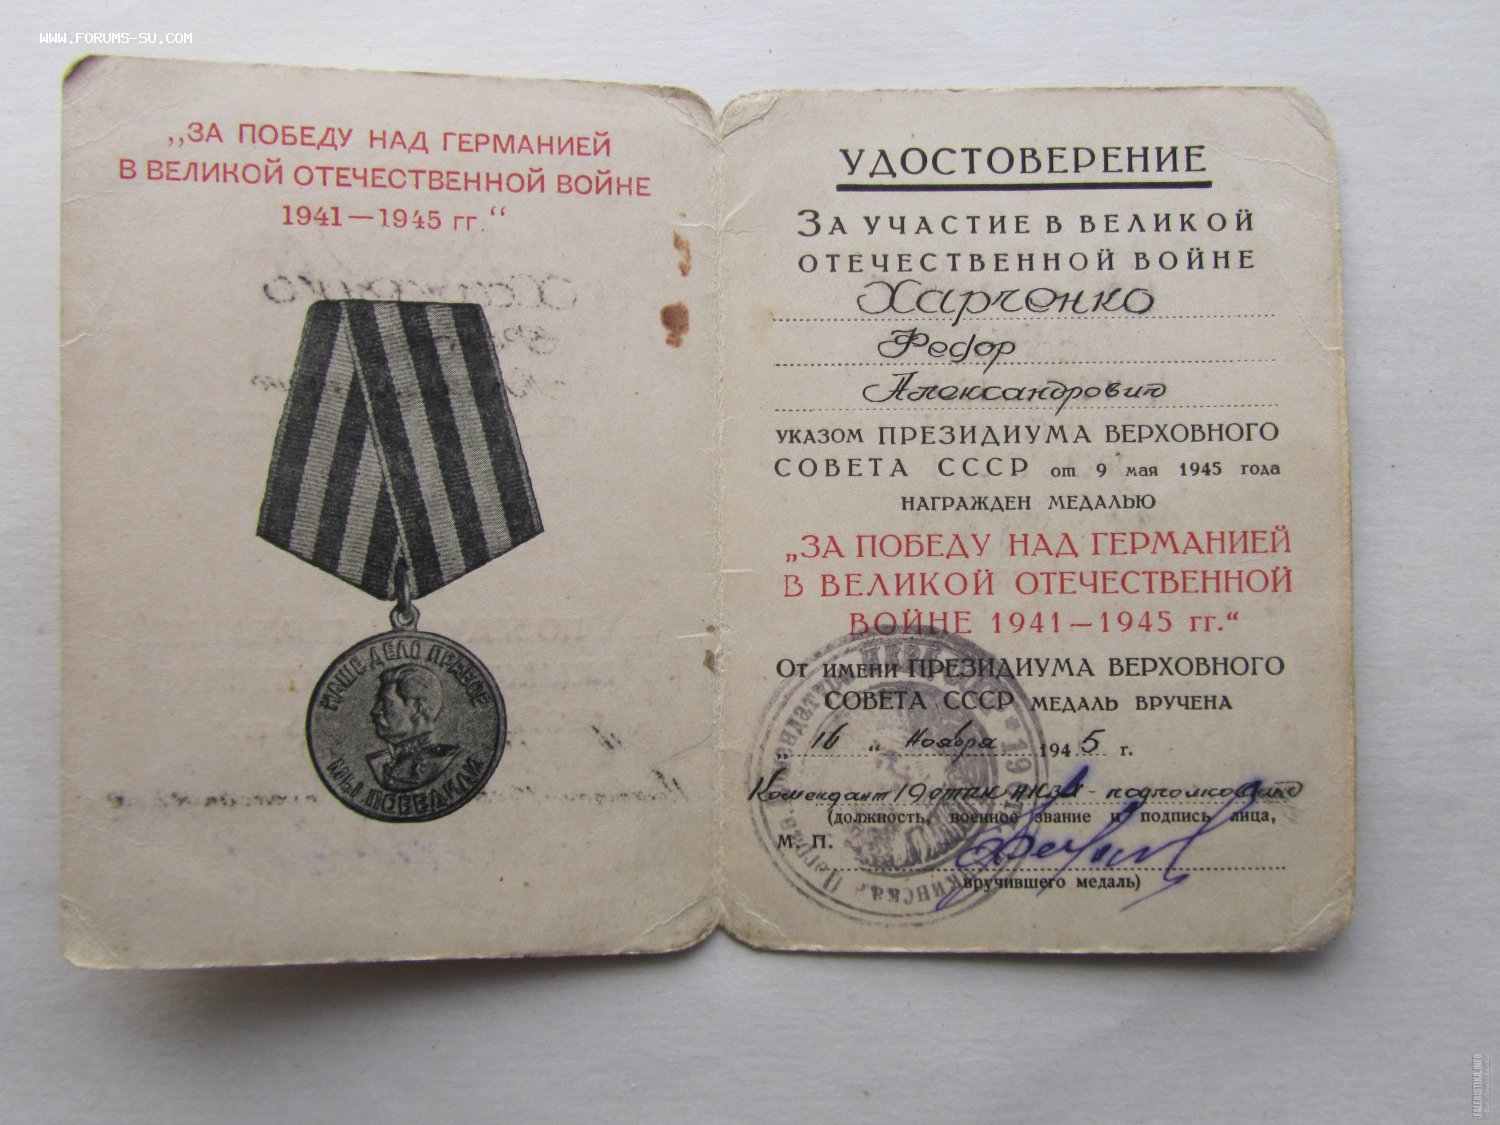 WWW.FORUMS-SU.COM
„ЗА ПОБЕДУ НАД ГЕРМАНИЕЙ
В ВЕЛИКОЙ ОТЕЧЕСТВЕННОЙ ВОЙНЕ
1941—1945 гг.“
НАШЕ ДЕЛО ПРАВОЕ
МЫ ПОБЕДИЛИ
УДОСТОВЕРЕНИЕ
ЗА УЧАСТИЕ В ВЕЛИКОЙ
ОТЕЧЕСТВЕННОЙ ВОЙНЕ
Харченко
Федор
Александрович
УКАЗОМ ПРЕЗИДИУМА ВЕРХОВНОГО
СОВЕТА СССР от 9 мая 1945 года
НАГРАЖДЕН МЕДАЛЬЮ
„ЗА ПОБЕДУ НАД ГЕРМАНИЕЙ
В ВЕЛИКОЙ ОТЕЧЕСТВЕННОЙ
ВОЙНЕ 1941—1945 гг.“
ОТ ИМЕНИ ПРЕЗИДИУМА ВЕРХОВНОГО
СОВЕТА СССР МЕДАЛЬ ВРУЧЕНА
„16“ ноября 1945 г.
Комендант 19 - подполковник
(должность, военное звание и подпись лица,
М. П.
вручившего медаль)
FALERISTIKA.INFO